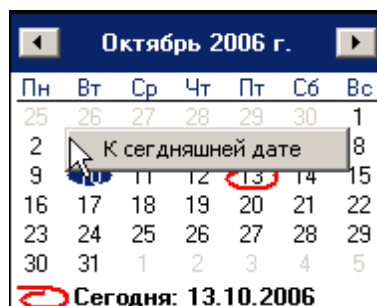 Октябрь 2006 г.
Пн Вт Ср Чт Пт Сб Вс
25 26 27 28 29 30 1
2 К сегдняшней дате 8
9 10 11 12 13 14 15
16 17 18 19 20 21 22
23 24 25 26 27 28 29
30 31 1 2 3 4 5
Сегодня: 13.10.2006